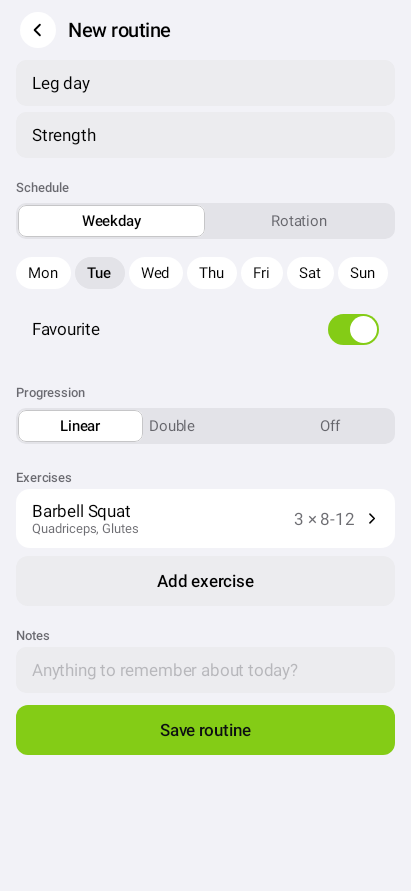 New routine
Leg day
Strength
Schedule
Weekday Rotation
Mon Tue Wed Thu Fri Sat Sun
Favourite
Progression
Linear Double Off
Exercises
Barbell Squat
Quadriceps, Glutes
3 × 8-12
Add exercise
Notes
Anything to remember about today?
Save routine